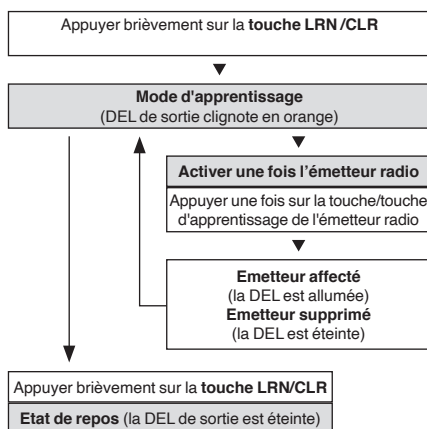 Appuyer brièvement sur la touche LRN /CLR
Mode d'apprentissage
(DEL de sortie clignote en orange)
Activer une fois l'émetteur radio
Appuyer une fois sur la touche/touche
d'apprentissage de l'émetteur radio
Emetteur affecté
(la DEL est allumée)
Emetteur supprimé
(la DEL est éteinte)
Appuyer brièvement sur la touche LRN/CLR
Etat de repos (la DEL de sortie est éteinte)